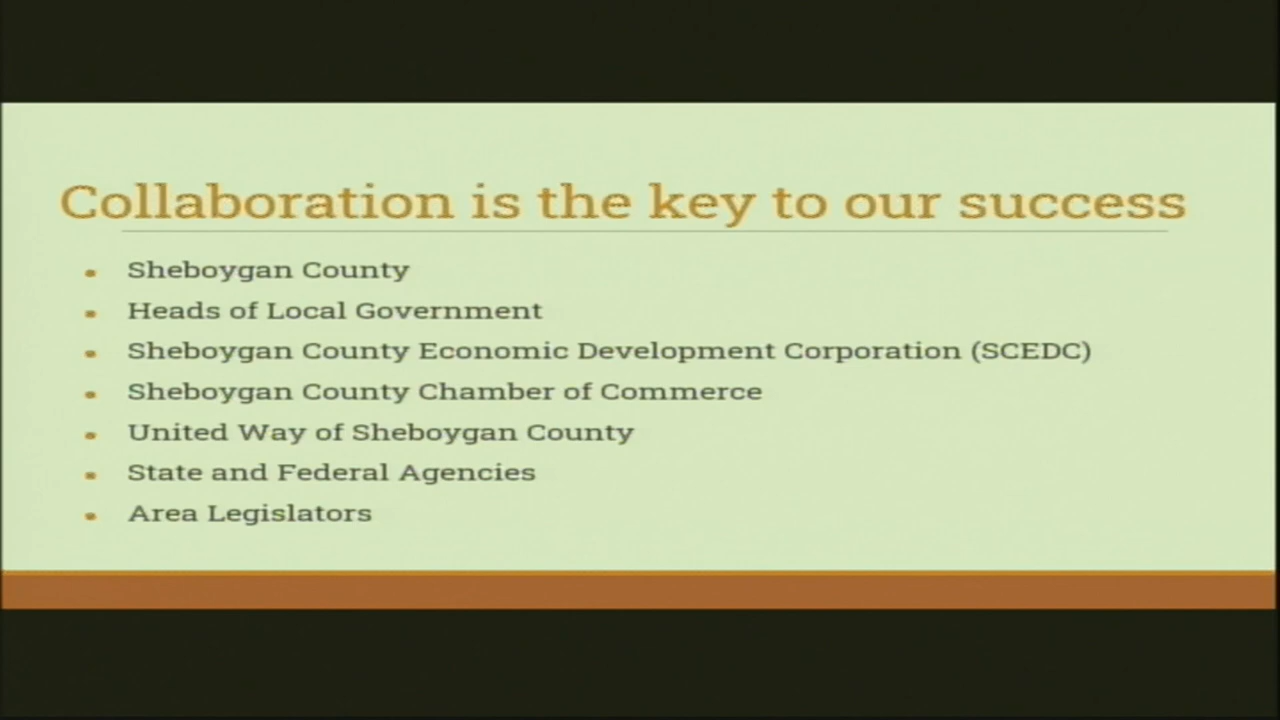 Collaboration is the key to our success
Sheboygan County
Heads of Local Government
Sheboygan County Economic Development Corporation (SCEDC)
Sheboygan County Chamber of Commerce
United Way of Sheboygan County
State and Federal Agencies
Area Legislators